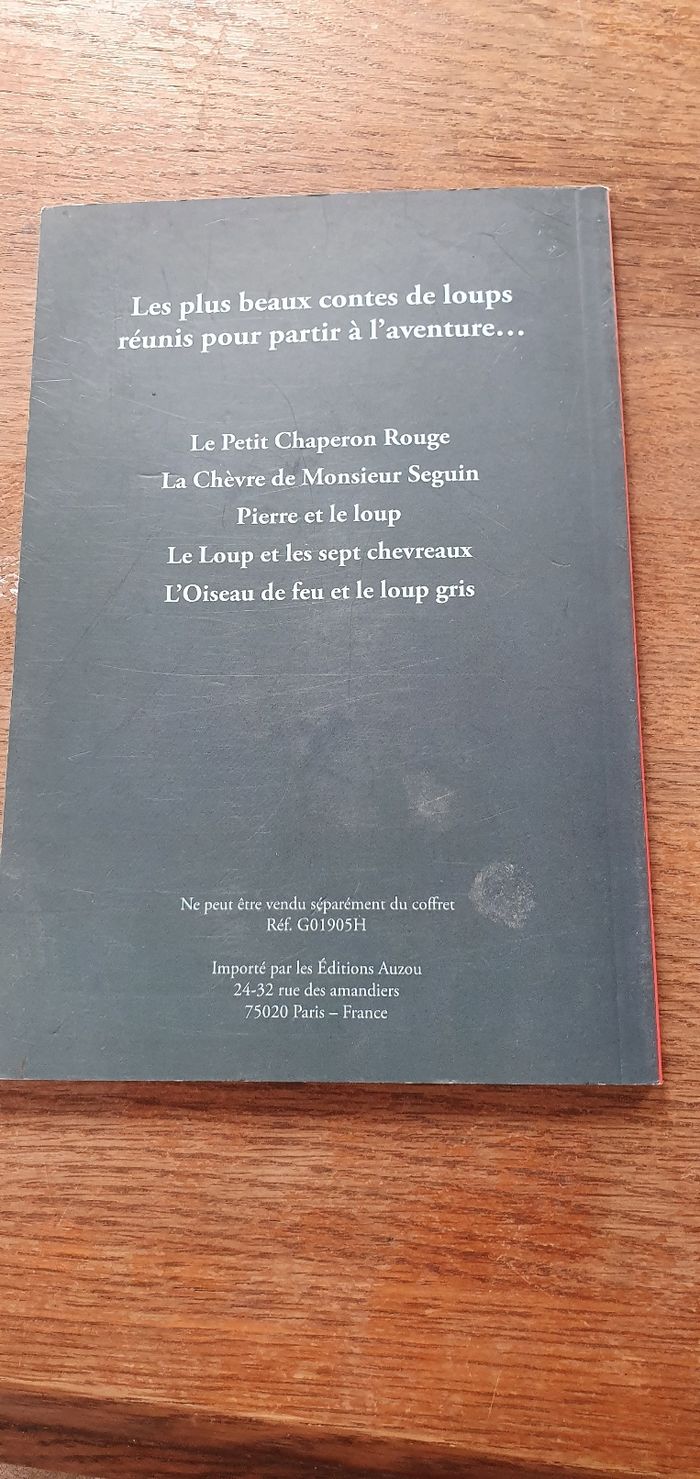 Les plus beaux contes de loups
réunis pour partir à l'aventure...
Le Petit Chaperon Rouge
La Chèvre de Monsieur Seguin
Pierre et le loup
Le Loup et les sept chevreaux
L'Oiseau de feu et le loup gris
Ne peut être vendu séparément du coffret
Réf. G01905H
Importé par les Éditions Auzou
24-32 rue des amandiers
75020 Paris – France